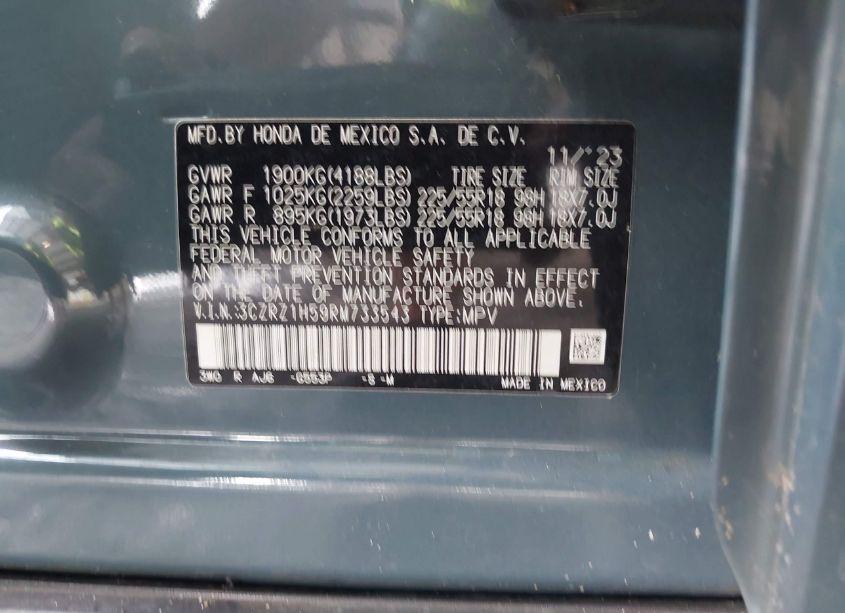 MFD.BY HONDA DE MEXICO S.A. DE C.V.
11/'23
GVWR 1900KG(4188LBS) TIRE SIZE RIM SIZE
GAWR F 1025KG(2259LBS) 225/55R18 98H 18X7.0J
GAWR R 895KG(1973LBS) 225/55R18 98H 18X7.0J
THIS VEHICLE CONFORMS TO ALL APPLICABLE
FEDERAL MOTOR VEHICLE SAFETY
AND THEFT PREVENTION STANDARDS IN EFFECT
ON THE DATE OF MANUFACTURE SHOWN ABOVE.
V.I.N.:3CZRZ1H59RM733543 TYPE:MPV
3W0 R AJ6 -G553P -S -M MADE IN MEXICO